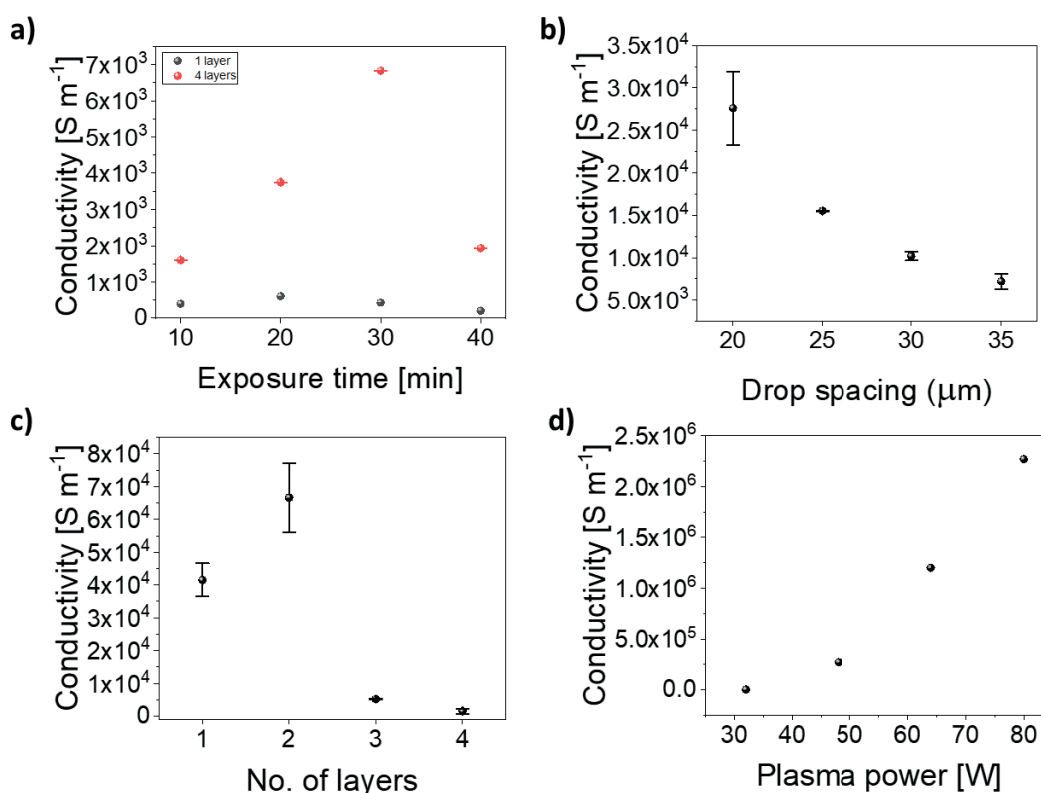 a)
Conductivity [S m⁻¹]
7x10³
6x10³
5x10³
4x10³
3x10³
2x10³
1x10³
0
1 layer
4 layers
10 20 30 40
Exposure time [min]
b)
Conductivity [S m⁻¹]
3.5x10⁴
3.0x10⁴
2.5x10⁴
2.0x10⁴
1.5x10⁴
1.0x10⁴
5.0x10³
20 25 30 35
Drop spacing (μm)
c)
Conductivity [S m⁻¹]
8x10⁴
7x10⁴
6x10⁴
5x10⁴
4x10⁴
3x10⁴
2x10⁴
1x10⁴
0
1 2 3 4
No. of layers
d)
Conductivity [S m⁻¹]
2.5x10⁶
2.0x10⁶
1.5x10⁶
1.0x10⁶
5.0x10⁵
0.0
30 40 50 60 70 80
Plasma power [W]